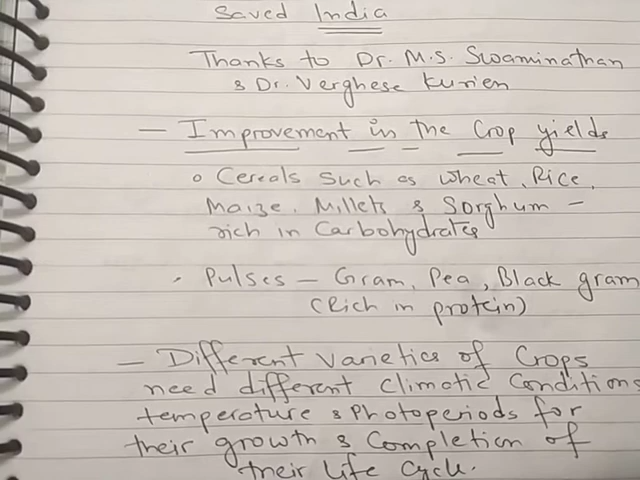 Saved India
Thanks to Dr. M.S. Swaminathan
& Dr. Verghese Kurien
– Improvement in the Crop yields
o Cereals such as wheat, Rice,
Maize, Millets & Sorghum –
rich in Carbohydrates
• Pulses – Gram, Pea, Black gram
(Rich in protein)
– Different varieties of Crops
need different Climatic Conditions
temperature & Photoperiods for
their growth & Completion of
their life cycle.